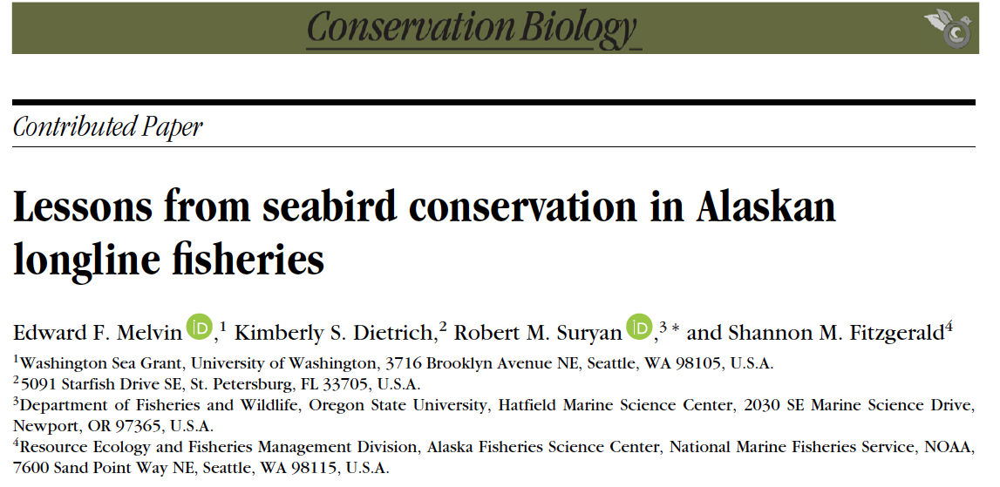 Conservation Biology
Contributed Paper
Lessons from seabird conservation in Alaskan
longline fisheries
Edward F. Melvin iD,¹ Kimberly S. Dietrich,² Robert M. Suryan iD,³ * and Shannon M. Fitzgerald⁴
¹Washington Sea Grant, University of Washington, 3716 Brooklyn Avenue NE, Seattle, WA 98105, U.S.A.
²5091 Starfish Drive SE, St. Petersburg, FL 33705, U.S.A.
³Department of Fisheries and Wildlife, Oregon State University, Hatfield Marine Science Center, 2030 SE Marine Science Drive,
Newport, OR 97365, U.S.A.
⁴Resource Ecology and Fisheries Management Division, Alaska Fisheries Science Center, National Marine Fisheries Service, NOAA,
7600 Sand Point Way NE, Seattle, WA 98115, U.S.A.